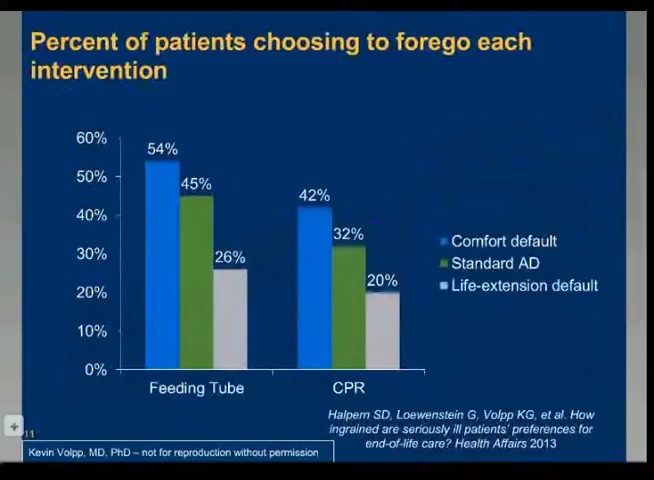 Percent of patients choosing to forego each
intervention
60%
50%
40%
30%
20%
10%
0%
54%
45%
26%
42%
32%
20%
Feeding Tube
CPR
Comfort default
Standard AD
Life-extension default
Halpern SD, Loewenstein G, Volpp KG, et al. How
ingrained are seriously ill patients' preferences for
end-of-life care? Health Affairs 2013
11
Kevin Volpp, MD, PhD – not for reproduction without permission